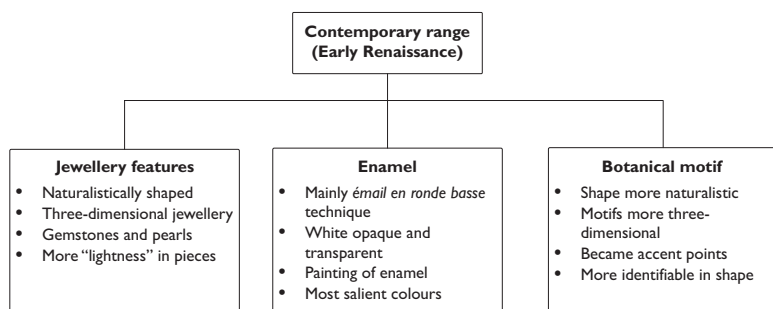 Contemporary range
(Early Renaissance)
Jewellery features
• Naturalistically shaped
• Three-dimensional jewellery
• Gemstones and pearls
• More “lightness” in pieces
Enamel
• Mainly émail en ronde basse
technique
• White opaque and
transparent
• Painting of enamel
• Most salient colours
Botanical motif
• Shape more naturalistic
• Motifs more three-
dimensional
• Became accent points
• More identifiable in shape